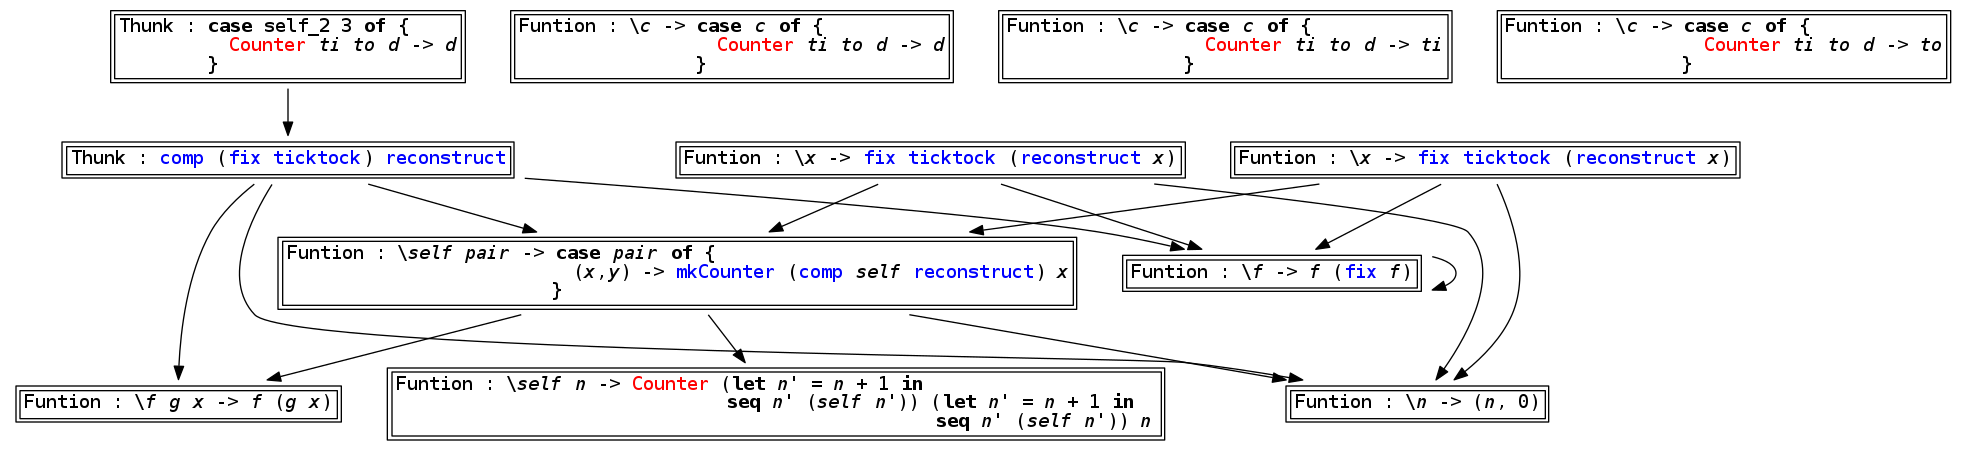 Thunk : case self_2 3 of {
Counter ti to d -> d
}
Funtion : \c -> case c of {
Counter ti to d -> d
}
Funtion : \c -> case c of {
Counter ti to d -> ti
}
Funtion : \c -> case c of {
Counter ti to d -> to
}
Thunk : comp (fix ticktock) reconstruct
Funtion : \x -> fix ticktock (reconstruct x)
Funtion : \x -> fix ticktock (reconstruct x)
Funtion : \self pair -> case pair of {
(x,y) -> mkCounter (comp self reconstruct) x
}
Funtion : \f -> f (fix f)
Funtion : \f g x -> f (g x)
Funtion : \self n -> Counter (let n' = n + 1 in
seq n' (self n')) (let n' = n + 1 in
seq n' (self n')) n
Funtion : \n -> (n, 0)